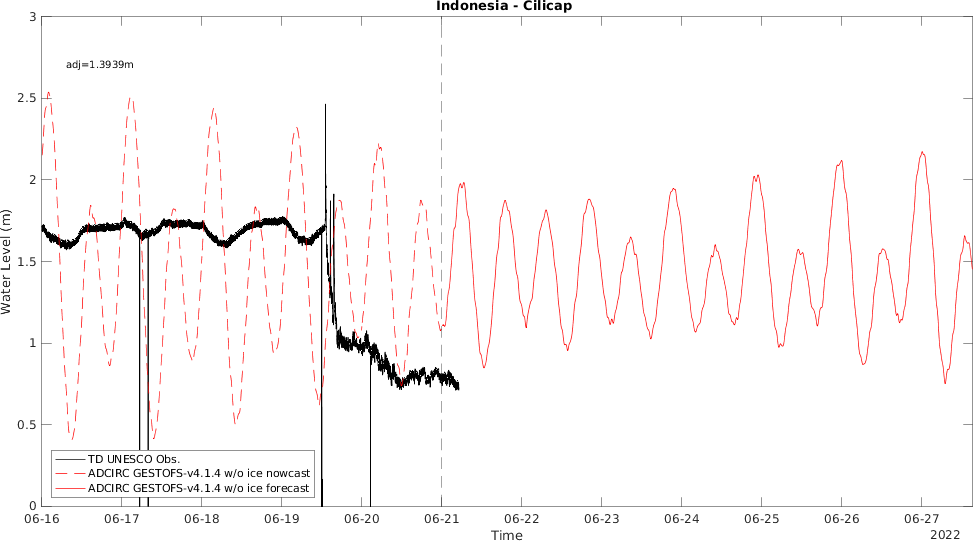 Indonesia - Cilicap
adj=1.3939m
Water Level (m)
3
2.5
2
1.5
1
0.5
0
TD UNESCO Obs.
ADCIRC GESTOFS-v4.1.4 w/o ice nowcast
ADCIRC GESTOFS-v4.1.4 w/o ice forecast
06-16 06-17 06-18 06-19 06-20 06-21 06-22 06-23 06-24 06-25 06-26 06-27
Time
2022